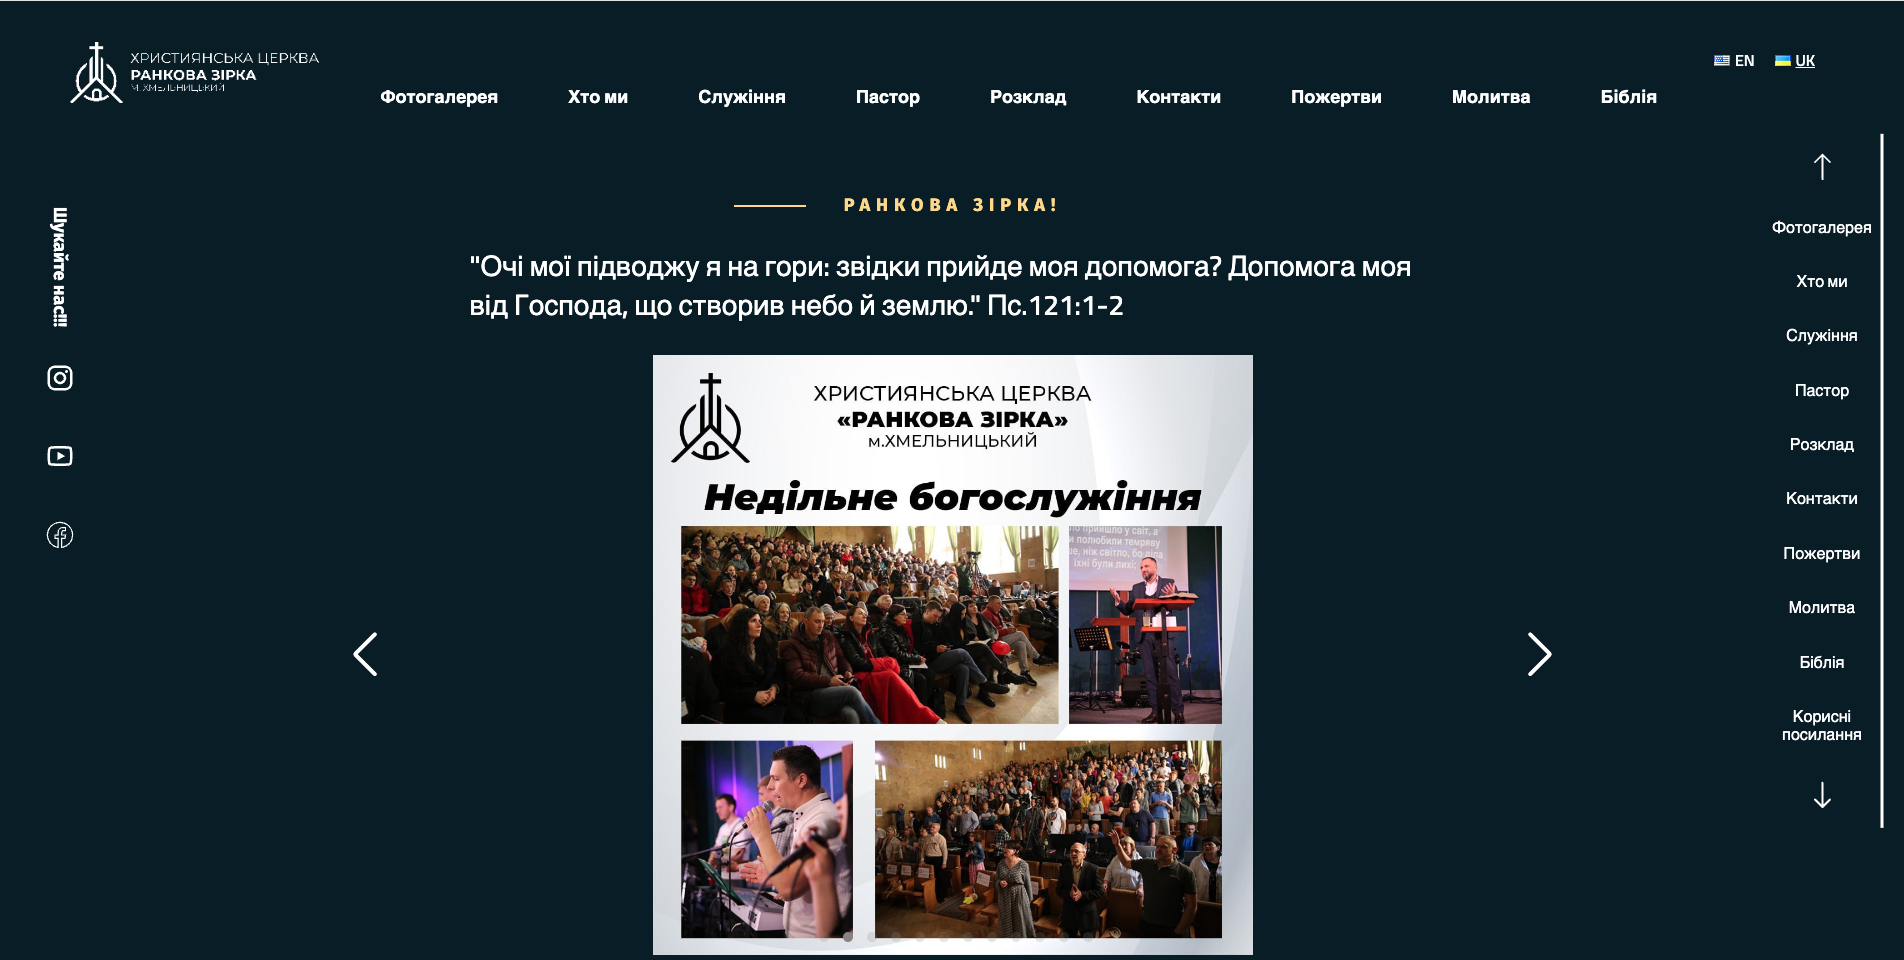 ХРИСТИЯНСЬКА ЦЕРКВА
РАНКОВА ЗІРКА
М.ХМЕЛЬНИЦЬКИЙ
EN UK
Фотогалерея Хто ми Служіння Пастор Розклад Контакти Пожертви Молитва Біблія
Шукайте нас!!!
РАНКОВА ЗІРКА!
"Очі мої підводжу я на гори: звідки прийде моя допомога? Допомога моя
від Господа, що створив небо й землю." Пс.121:1-2
ХРИСТИЯНСЬКА ЦЕРКВА
«РАНКОВА ЗІРКА»
м.ХМЕЛЬНИЦЬКИЙ
Недільне богослужіння
прийшло у світ, а
и полюбили темряву
ше, ніж світло, бо діла
їхні були лихі;
Фотогалерея
Хто ми
Служіння
Пастор
Розклад
Контакти
Пожертви
Молитва
Біблія
Корисні
посилання